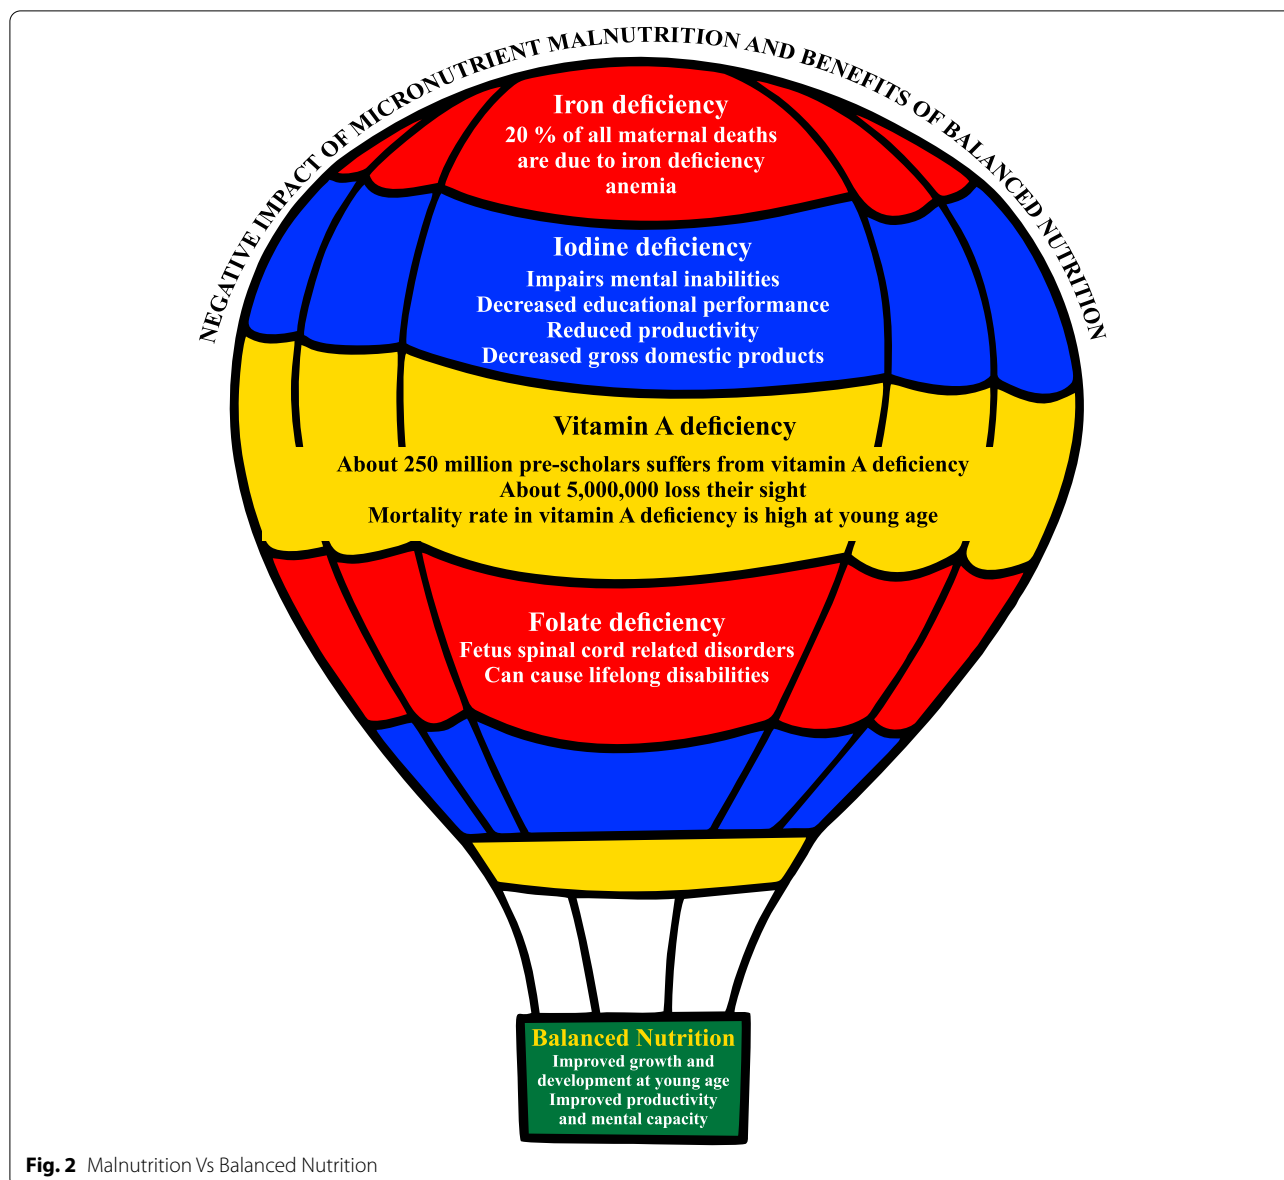 NEGATIVE IMPACT OF MICRONUTRIENT MALNUTRITION AND BENEFITS OF BALANCED NUTRITION
Iron deficiency
20 % of all maternal deaths
are due to iron deficiency
anemia
Iodine deficiency
Impairs mental inabilities
Decreased educational performance
Reduced productivity
Decreased gross domestic products
Vitamin A deficiency
About 250 million pre-scholars suffers from vitamin A deficiency
About 5,000,000 loss their sight
Mortality rate in vitamin A deficiency is high at young age
Folate deficiency
Fetus spinal cord related disorders
Can cause lifelong disabilities
Balanced Nutrition
Improved growth and
development at young age
Improved productivity
and mental capacity
Fig. 2 Malnutrition Vs Balanced Nutrition